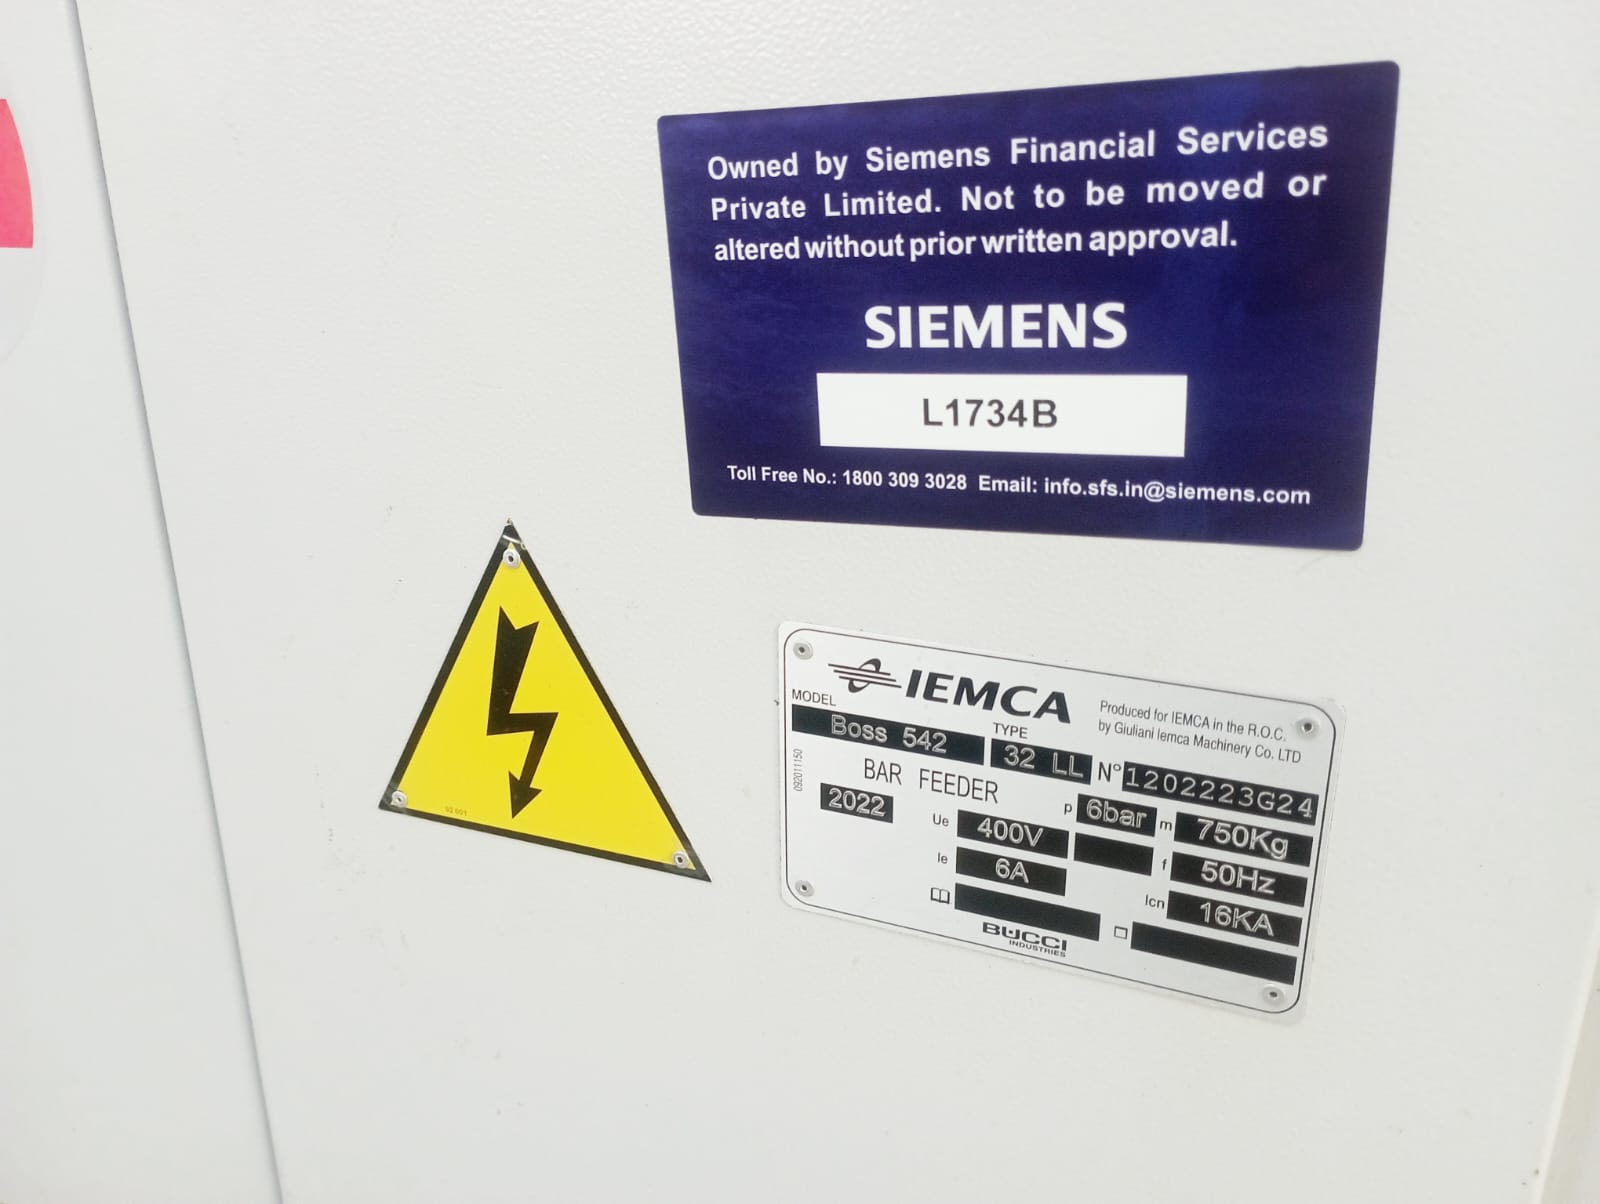 Owned by Siemens Financial Services
Private Limited. Not to be moved or
altered without prior written approval.
SIEMENS
L1734B
Toll Free No.: 1800 309 3028 Email: info.sfs.in@siemens.com
IEMCA
Produced for IEMCA in the R.O.C.
by Giuliani Iemca Machinery Co. LTD
MODEL
Boss 542
TYPE
32 LL
N° 1202223G24
BAR FEEDER
2022
Ue 400V
p 6bar
m 750Kg
Ie 6A
f 50Hz
Icn 16KA
BUCCI
INDUSTRIES
092011150